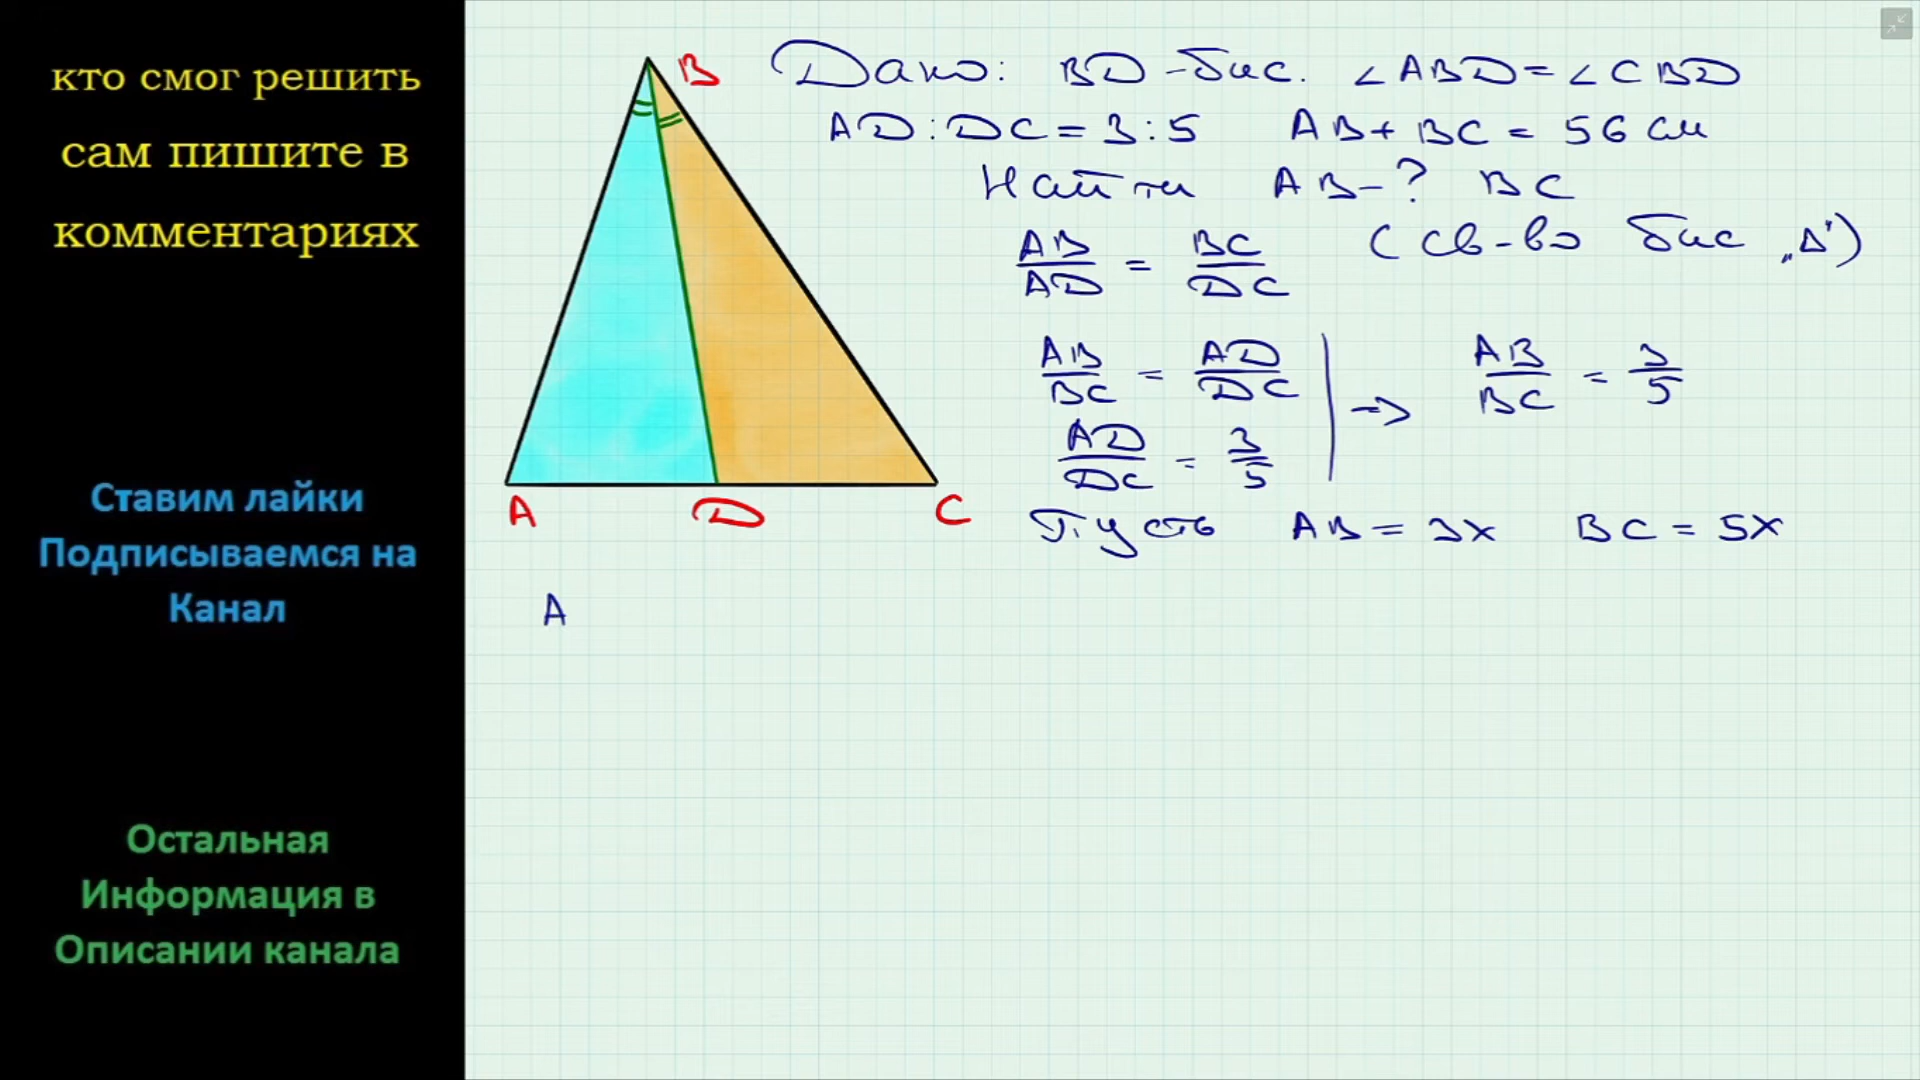 кто смог решить
сам пишите в
комментариях
Ставим лайки
Подписываемся на
Канал
Остальная
Информация в
Описании канала
B
A
D
C
Дано: BD - бис. ∠ABD = ∠CBD
AD : DC = 3 : 5 AB + BC = 56 см
Найти AB - ? BC
AB/AD = BC/DC (св-во бис „Δ“)
AB/BC = AD/DC
AD/DC = 3/5
→ AB/BC = 3/5
Пусть AB = 3x BC = 5x
A